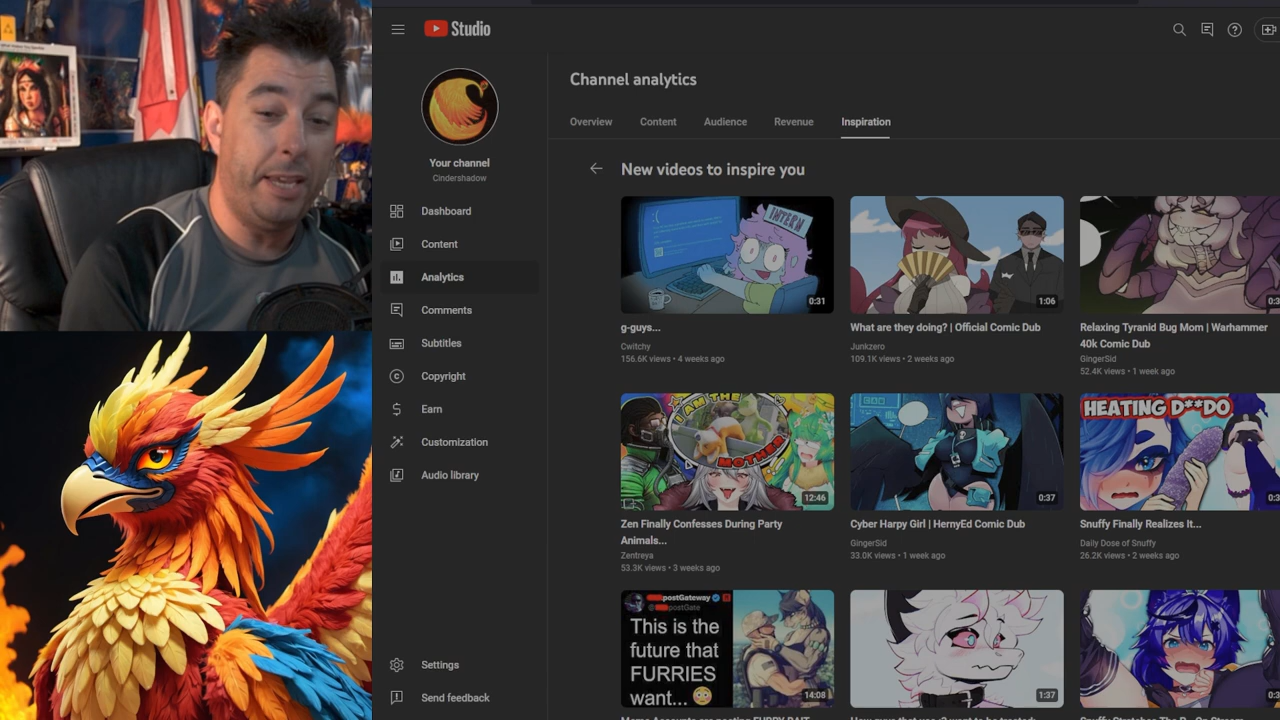 Studio
Channel analytics
Overview
Content
Audience
Revenue
Inspiration
Your channel
Cindershadow
New videos to inspire you
Dashboard
Content
Analytics
Comments
Subtitles
Copyright
Earn
Customization
Audio library
Settings
Send feedback
INTERN
0:31
g-guys...
Cwitchy
156.6K views • 4 weeks ago
1:06
What are they doing? | Official Comic Dub
Junkzero
109.1K views • 2 weeks ago
Relaxing Tyranid Bug Mom | Warhammer
40k Comic Dub
GingerSid
52.4K views • 1 week ago
I AM THE
MOTHER
12:46
Zen Finally Confesses During Party
Animals...
Zentreya
53.3K views • 3 weeks ago
0:37
Cyber Harpy Girl | HernyEd Comic Dub
GingerSid
33.0K views • 1 week ago
HEATING D**DO
Snuffy Finally Realizes It...
Daily Dose of Snuffy
26.2K views • 2 weeks ago
postGateway
postGate
This is the
future that
FURRIES
want...
14:08
1:37